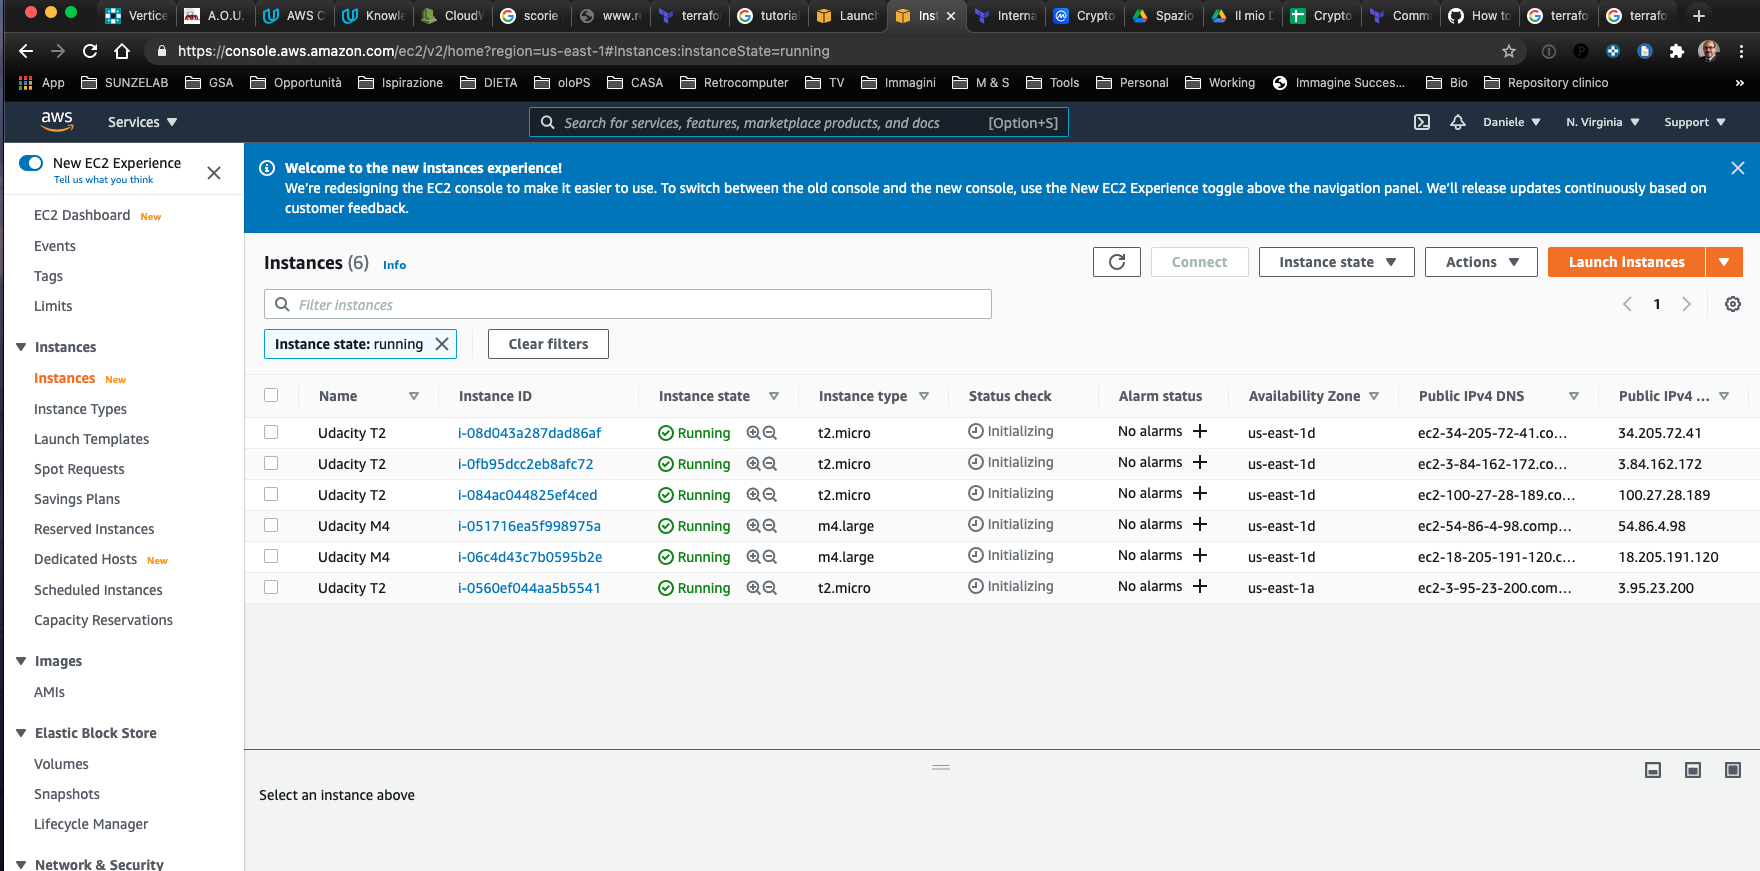 Vertice
A.O.U.
AWS C
Knowle
CloudW
scorie
www.re
terrafo
tutorial
Launch
Inst
Interna
Crypto
Spazio
Il mio D
Crypto
Comma
How to
terrafo
terrafo
https://console.aws.amazon.com/ec2/v2/home?region=us-east-1#Instances:instanceState=running
App SUNZELAB GSA Opportunità Ispirazione DIETA oloPS CASA Retrocomputer TV Immagini M & S Tools Personal Working Immagine Succes... Bio Repository clinico »
aws Services Search for services, features, marketplace products, and docs [Option+S] Daniele N. Virginia Support
New EC2 Experience
Tell us what you think
EC2 Dashboard New
Events
Tags
Limits
Instances
Instances New
Instance Types
Launch Templates
Spot Requests
Savings Plans
Reserved Instances
Dedicated Hosts New
Scheduled Instances
Capacity Reservations
Images
AMIs
Elastic Block Store
Volumes
Snapshots
Lifecycle Manager
Network & Security
Welcome to the new instances experience!
We're redesigning the EC2 console to make it easier to use. To switch between the old console and the new console, use the New EC2 Experience toggle above the navigation panel. We'll release updates continuously based on
customer feedback.
Instances (6) Info Connect Instance state Actions Launch instances
Filter instances 1
Instance state: running Clear filters
Name Instance ID Instance state Instance type Status check Alarm status Availability Zone Public IPv4 DNS Public IPv4 ...
Udacity T2 i-08d043a287dad86af Running t2.micro Initializing No alarms + us-east-1d ec2-34-205-72-41.co... 34.205.72.41
Udacity T2 i-0fb95dcc2eb8afc72 Running t2.micro Initializing No alarms + us-east-1d ec2-3-84-162-172.co... 3.84.162.172
Udacity T2 i-084ac044825ef4ced Running t2.micro Initializing No alarms + us-east-1d ec2-100-27-28-189.co... 100.27.28.189
Udacity M4 i-051716ea5f998975a Running m4.large Initializing No alarms + us-east-1d ec2-54-86-4-98.comp... 54.86.4.98
Udacity M4 i-06c4d43c7b0595b2e Running m4.large Initializing No alarms + us-east-1d ec2-18-205-191-120.c... 18.205.191.120
Udacity T2 i-0560ef044aa5b5541 Running t2.micro Initializing No alarms + us-east-1a ec2-3-95-23-200.com... 3.95.23.200
Select an instance above